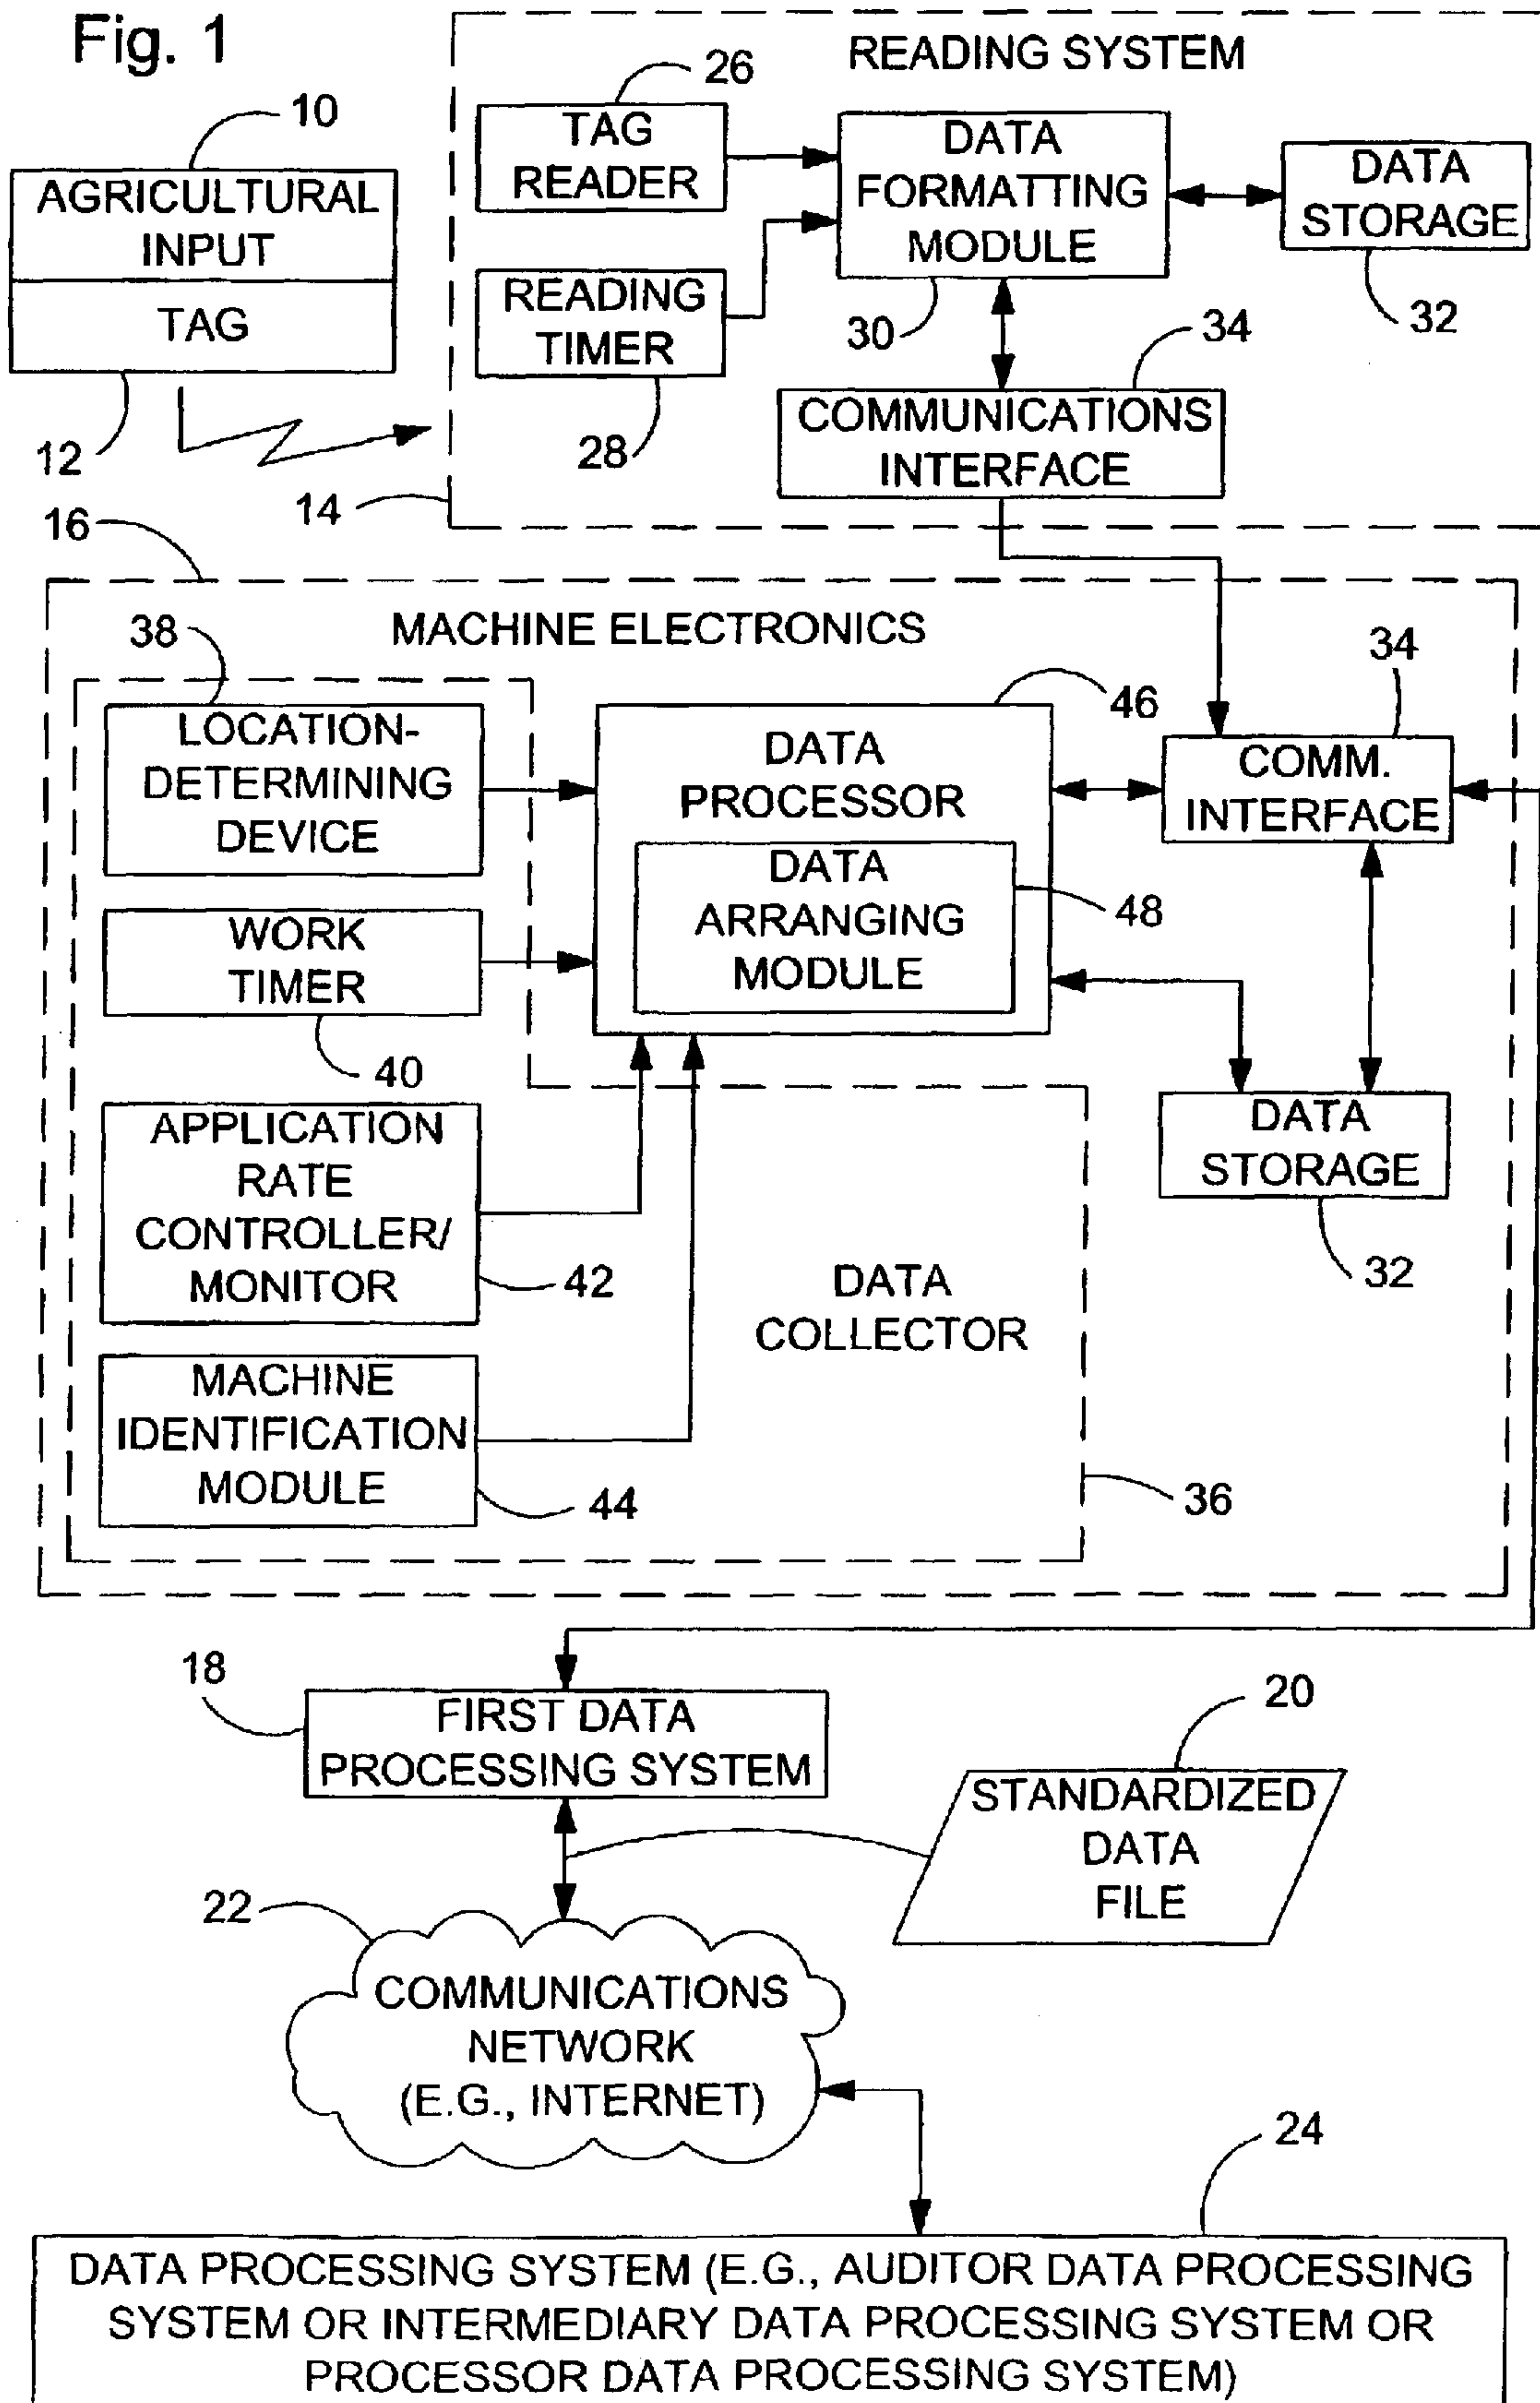 Fig. 1
READING SYSTEM
26
10
TAG
READER
DATA
FORMATTING
MODULE
DATA
STORAGE
AGRICULTURAL
INPUT
TAG
READING
TIMER
30
34
32
12
28
COMMUNICATIONS
INTERFACE
14
16
MACHINE ELECTRONICS
38
34
46
LOCATION-
DETERMINING
DEVICE
DATA
PROCESSOR
COMM.
INTERFACE
DATA
ARRANGING
MODULE
48
WORK
TIMER
40
APPLICATION
RATE
CONTROLLER/
MONITOR
42
DATA
STORAGE
32
DATA
COLLECTOR
MACHINE
IDENTIFICATION
MODULE
44
36
18
FIRST DATA
PROCESSING SYSTEM
20
STANDARDIZED
DATA
FILE
22
COMMUNICATIONS
NETWORK
(E.G., INTERNET)
24
DATA PROCESSING SYSTEM (E.G., AUDITOR DATA PROCESSING
SYSTEM OR INTERMEDIARY DATA PROCESSING SYSTEM OR
PROCESSOR DATA PROCESSING SYSTEM)